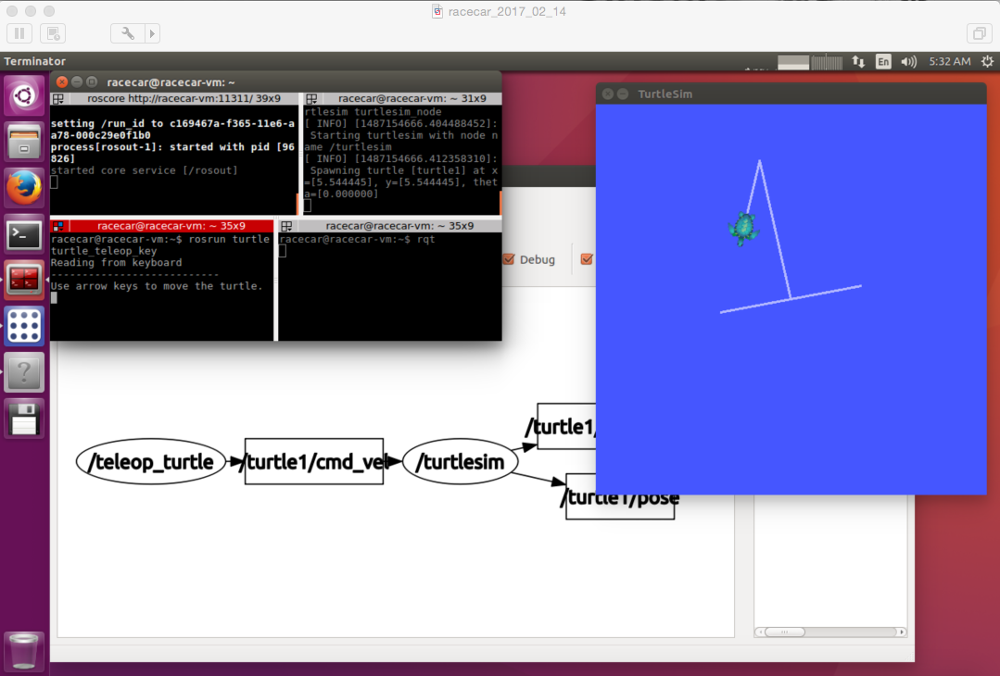 racecar_2017_02_14
Terminator
En
5:32 AM
racecar@racecar-vm: ~
roscore http://racecar-vm:11311/ 39x9
setting /run_id to c169467a-f365-11e6-a
a78-000c29e0f1b0
process[rosout-1]: started with pid [96
826]
started core service [/rosout]
racecar@racecar-vm: ~ 31x9
rtlesim turtlesim_node
[ INFO] [1487154666.404488452]:
Starting turtlesim with node n
ame /turtlesim
[ INFO] [1487154666.412358310]:
Spawning turtle [turtle1] at x
=[5.544445], y=[5.544445], thet
a=[0.000000]
racecar@racecar-vm: ~ 35x9
racecar@racecar-vm:~$ rosrun turtle
turtle_teleop_key
Reading from keyboard
---------------------------
Use arrow keys to move the turtle.
racecar@racecar-vm: ~ 35x9
racecar@racecar-vm:~$ rqt
TurtleSim
Debug
/teleop_turtle
/turtle1/cmd_vel
/turtlesim
/turtle1/
/turtle1/pose